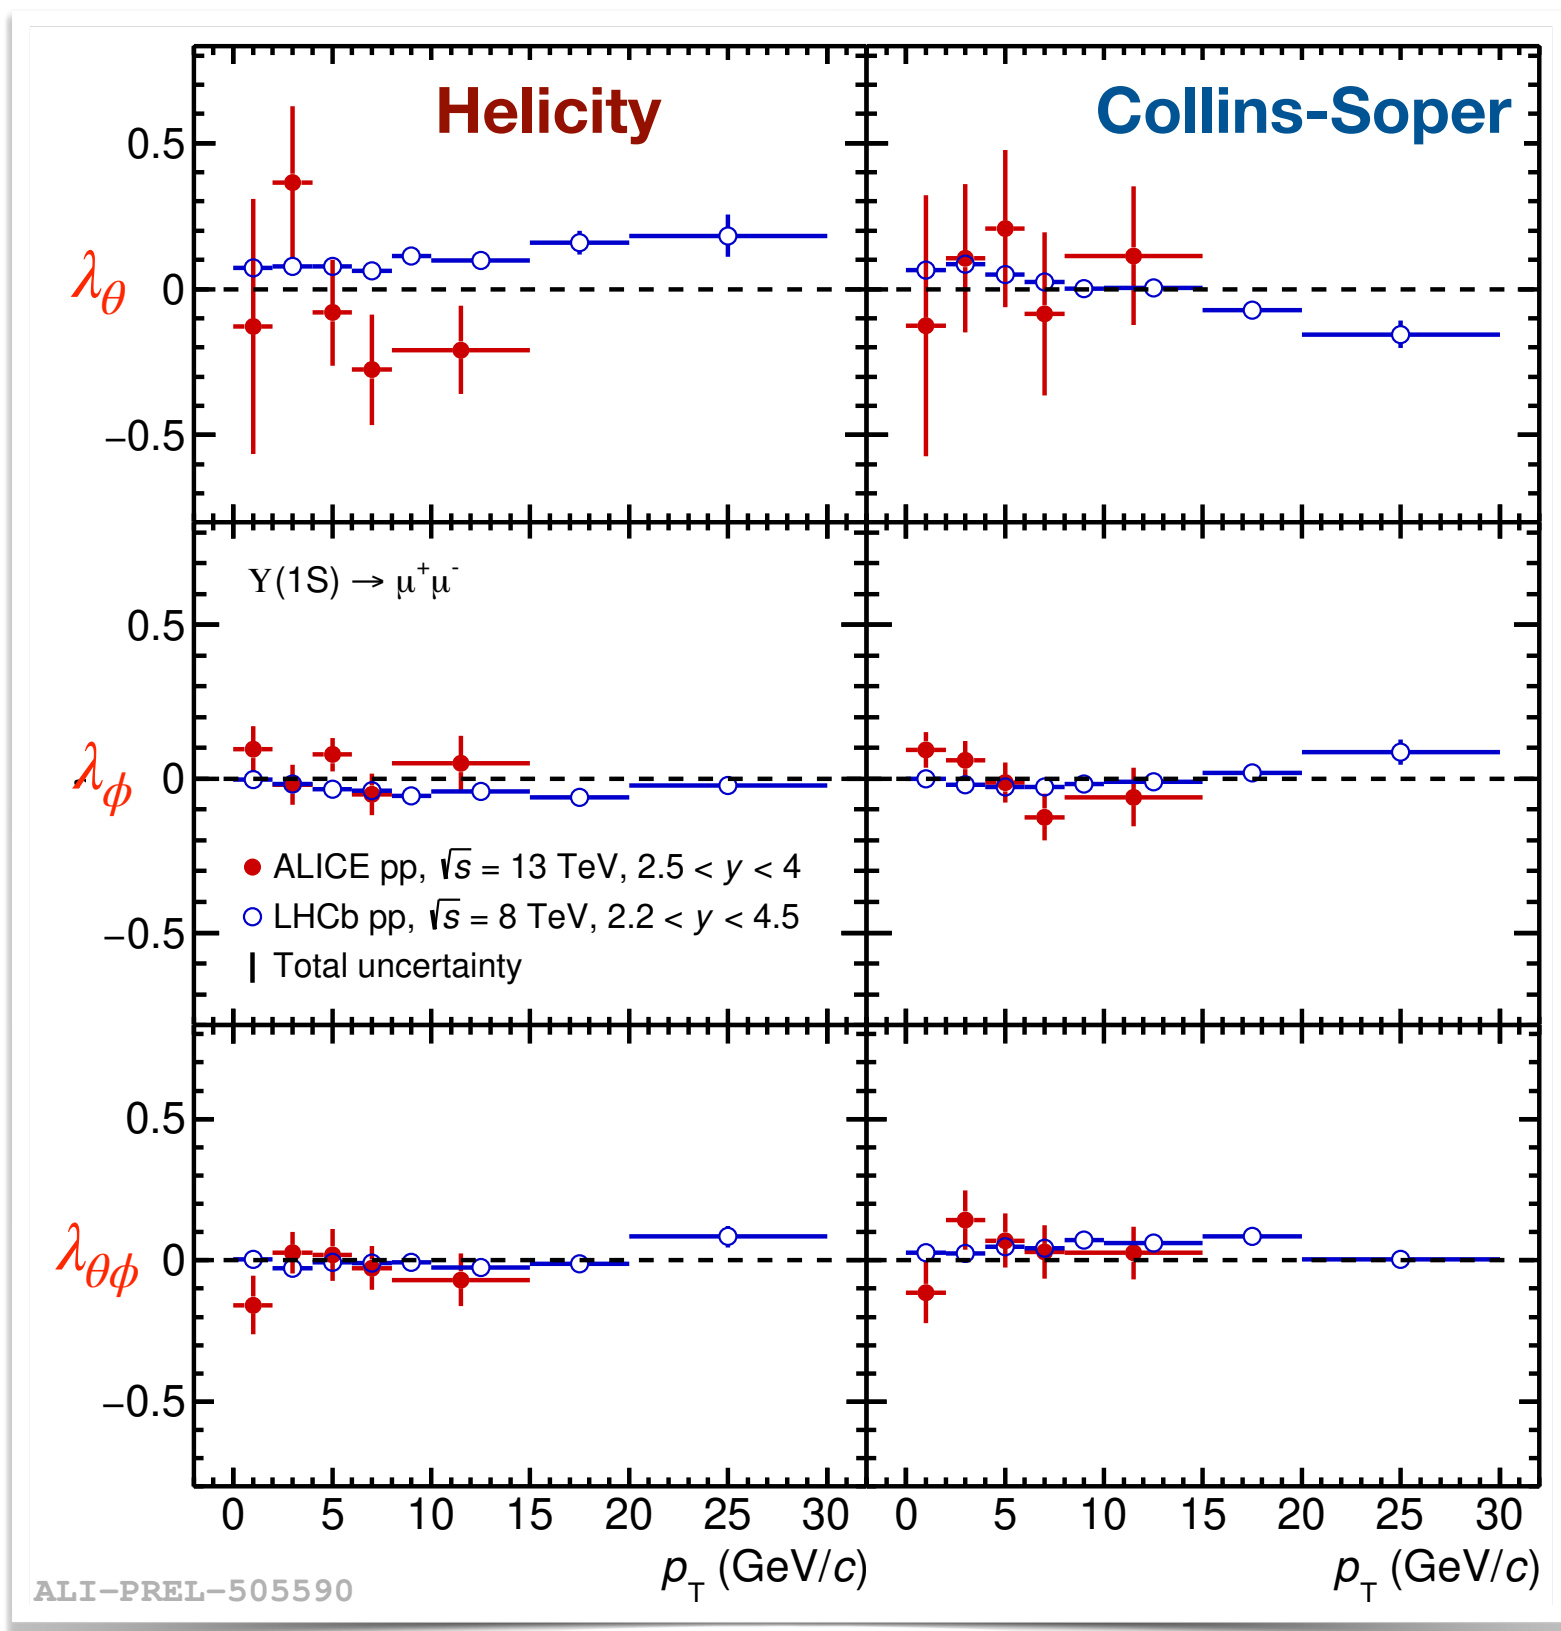 Helicity
Collins-Soper
0.5
λθ
0
−0.5
Υ(1S) → μ⁺μ⁻
0.5
λϕ
0
ALICE pp, √s = 13 TeV, 2.5 < y < 4
LHCb pp, √s = 8 TeV, 2.2 < y < 4.5
−0.5
Total uncertainty
0.5
λθϕ
0
−0.5
0 5 10 15 20 25 30
0 5 10 15 20 25 30
pT (GeV/c)
pT (GeV/c)
ALI−PREL−505590